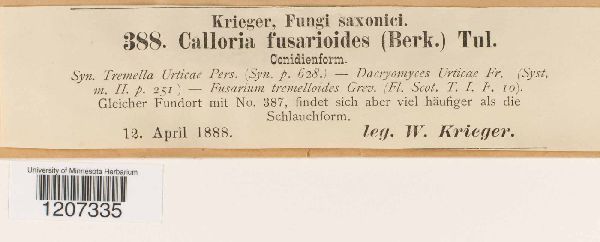 Krieger, Fungi saxonici.
388. Calloria fusarioides (Berk.) Tul.
Conidienform.
Syn. Tremella Urticae Pers. (Syn. p. 628.) — Dacryomyces Urticae Fr. (Syst.
m. II. p. 251) — Fusarium tremelloides Grev. (Fl. Scot. T. I. F. 10).
Gleicher Fundort mit No. 387, findet sich aber viel häufiger als die
Schlauchform.
12. April 1888. leg. W. Krieger.
University of Minnesota Herbarium
1207335